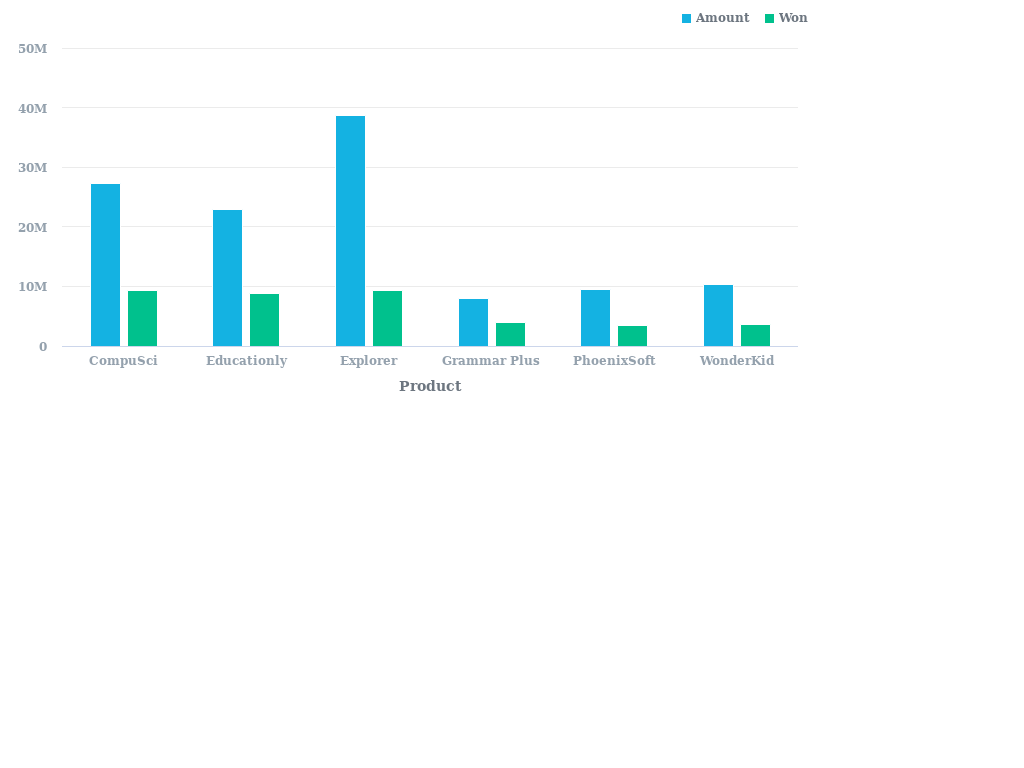 Amount Won
50M
40M
30M
20M
10M
0
CompuSci Educationly Explorer Grammar Plus PhoenixSoft WonderKid
Product